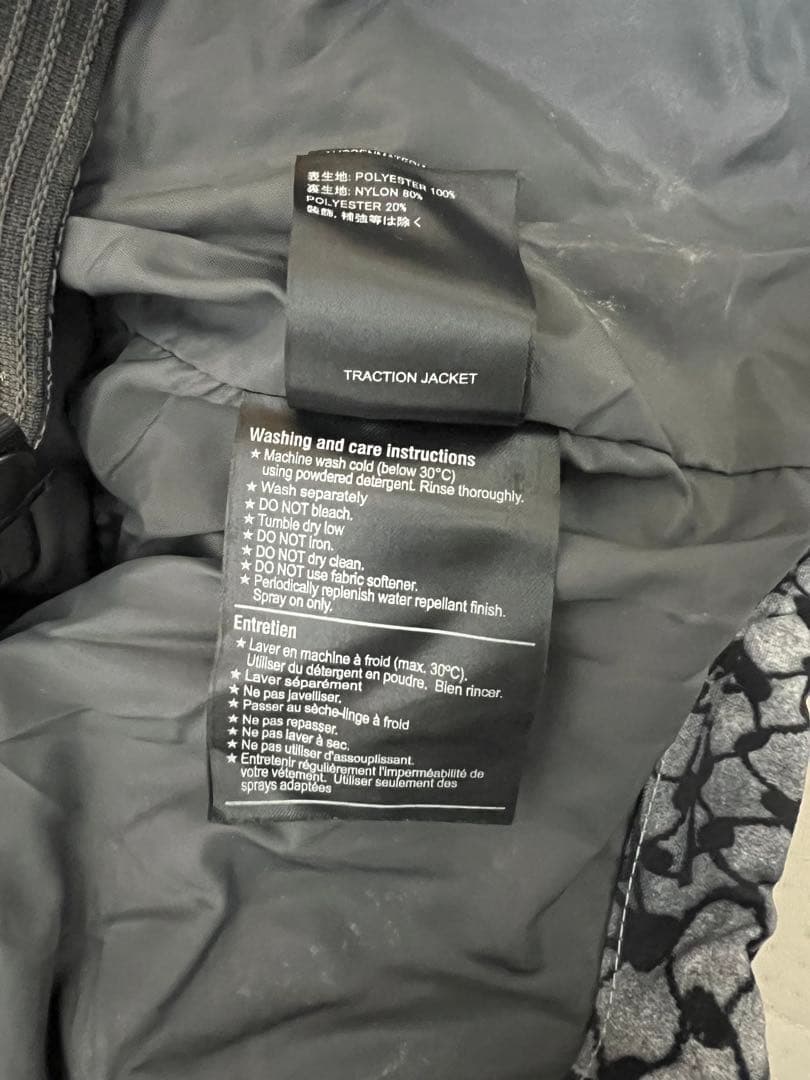 表生地: POLYESTER 100%
裏生地: NYLON 80%
POLYESTER 20%
装飾, 補強等は除く
TRACTION JACKET
Washing and care instructions
★ Machine wash cold (below 30°C)
using powdered detergent. Rinse thoroughly.
★ Wash separately
★ DO NOT bleach.
★ Tumble dry low
★ DO NOT iron.
★ DO NOT dry clean.
★ DO NOT use fabric softener.
★ Periodically replenish water repellant finish.
Spray on only.
Entretien
★ Laver en machine à froid (max. 30ºC).
Utiliser du détergent en poudre. Bien rincer.
★ Laver séparément
★ Ne pas javelliser.
★ Passer au sèche-linge à froid
★ Ne pas repasser.
★ Ne pas laver à sec.
★ Ne pas utiliser d'assouplissant.
★ Entretenir régulièrement l'imperméabilité de
votre vétement. Utiliser seulement des
sprays adaptées